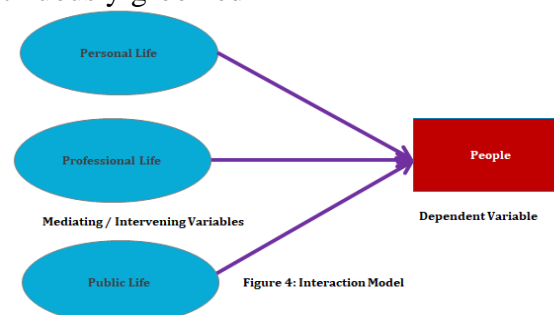 Personal Life
Professional Life
People
Mediating / Intervening Variables
Dependent Variable
Public Life
Figure 4: Interaction Model